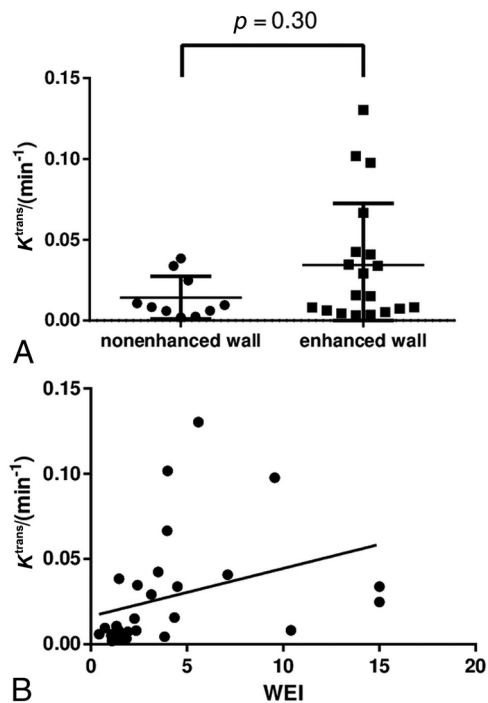 p = 0.30
0.15
0.10
0.05
0.00
Ktrans/(min-1)
nonenhanced wall
enhanced wall
A
0.15
0.10
0.05
0.00
Ktrans/(min-1)
0 5 10 15 20
WEI
B